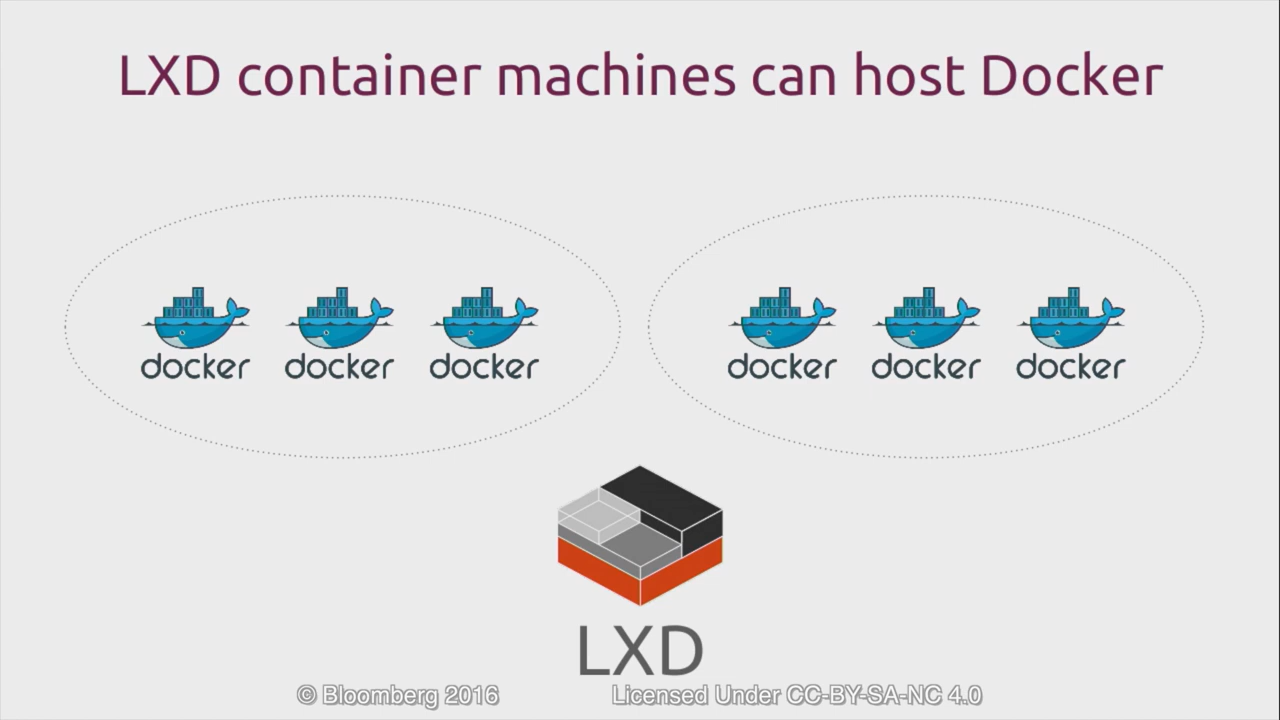 LXD container machines can host Docker
docker docker docker docker docker docker
LXD
© Bloomberg 2016 Licensed Under CC-BY-SA-NC 4.0